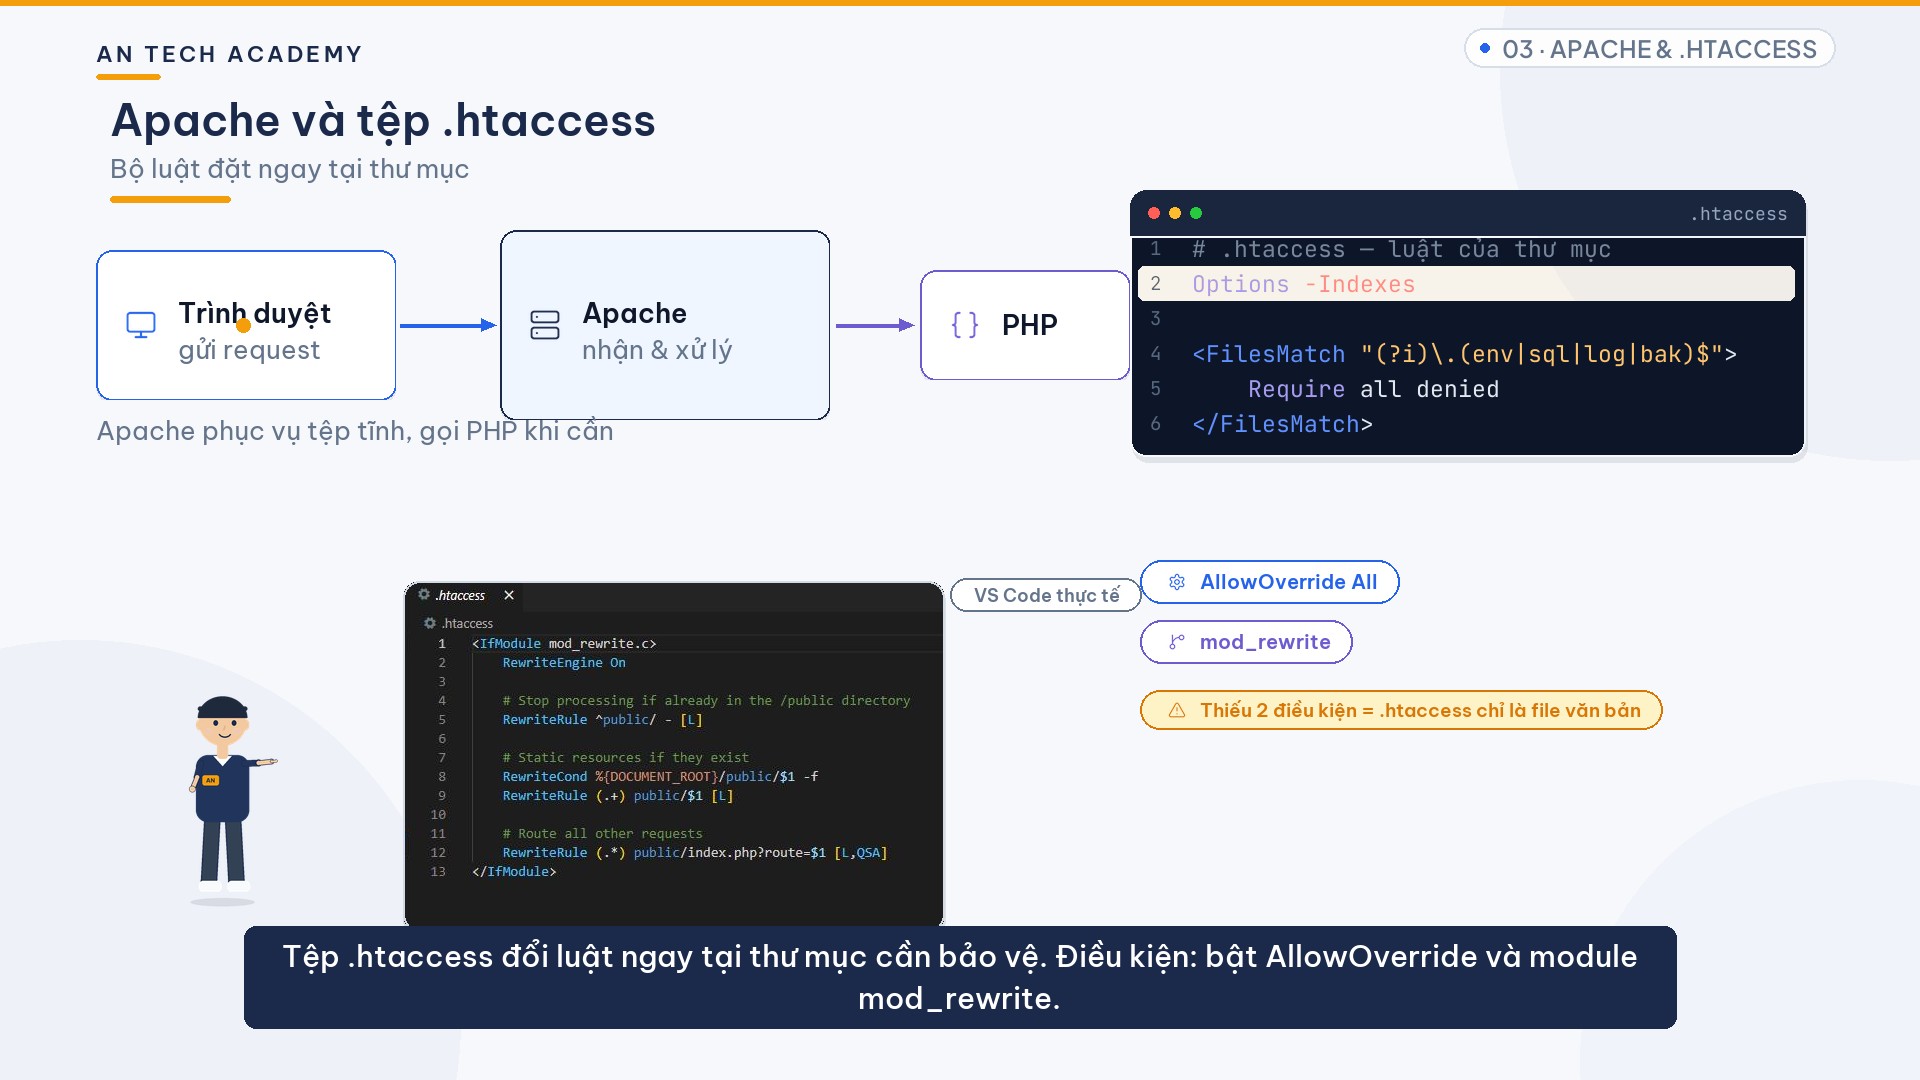 AN TECH ACADEMY
03 · APACHE & .HTACCESS
Apache và tệp .htaccess
Bộ luật đặt ngay tại thư mục
Trình duyệt
gửi request
Apache
nhận & xử lý
PHP
Apache phục vụ tệp tĩnh, gọi PHP khi cần
.htaccess
1 # .htaccess — luật của thư mục
2 Options -Indexes
3
4 <FilesMatch "(?i)\.(env|sql|log|bak)$">
5 Require all denied
6 </FilesMatch>
.htaccess
.htaccess
1 <IfModule mod_rewrite.c>
2 RewriteEngine On
3
4 # Stop processing if already in the /public directory
5 RewriteRule ^public/ - [L]
6
7 # Static resources if they exist
8 RewriteCond %{DOCUMENT_ROOT}/public/$1 -f
9 RewriteRule (.+) public/$1 [L]
10
11 # Route all other requests
12 RewriteRule (.*) public/index.php?route=$1 [L,QSA]
13 </IfModule>
VS Code thực tế
AllowOverride All
mod_rewrite
Thiếu 2 điều kiện = .htaccess chỉ là file văn bản
AN
Tệp .htaccess đổi luật ngay tại thư mục cần bảo vệ. Điều kiện: bật AllowOverride và module
mod_rewrite.